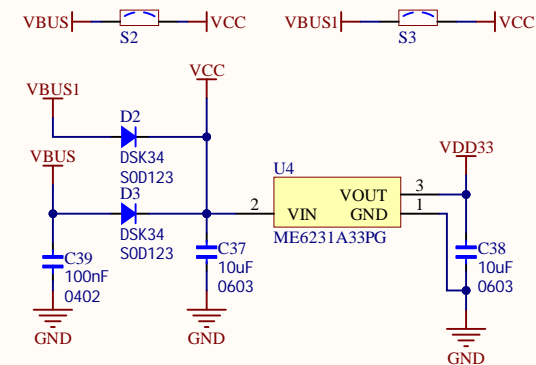 VBUS
VCC
S2
VBUS1
VCC
S3
VCC
VBUS1
D2
DSK34
SOD123
VBUS
D3
DSK34
SOD123
C39
100nF
0402
GND
C37
10uF
0603
GND
U4
2
VIN
VOUT
3
GND
1
ME6231A33PG
VDD33
C38
10uF
0603
GND